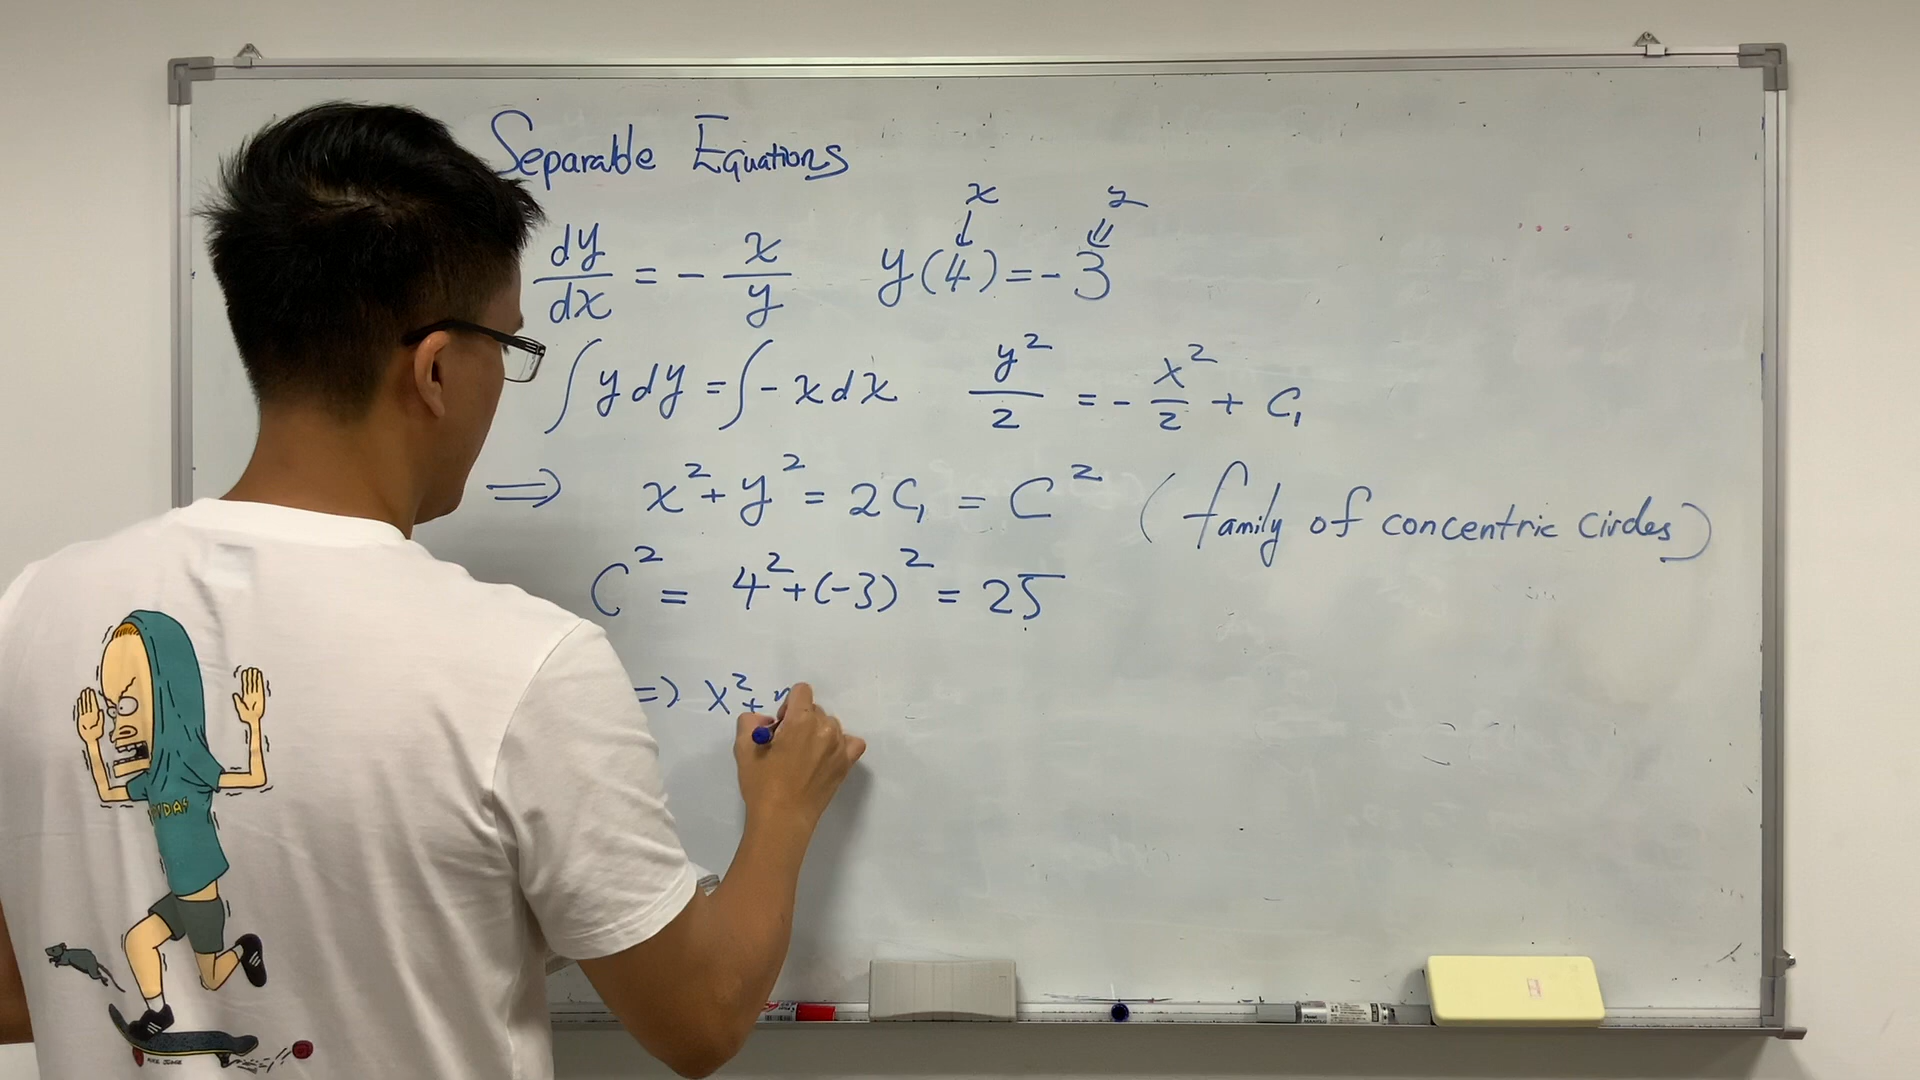 Separable Equations
x y
dy/dx = - x/y y(4) = -3
∫ y dy = ∫ - x dx y²/2 = - x²/2 + C₁
⟹ x² + y² = 2C₁ = C² (family of concentric circles)
C² = 4² + (-3)² = 25
⇒ x² +